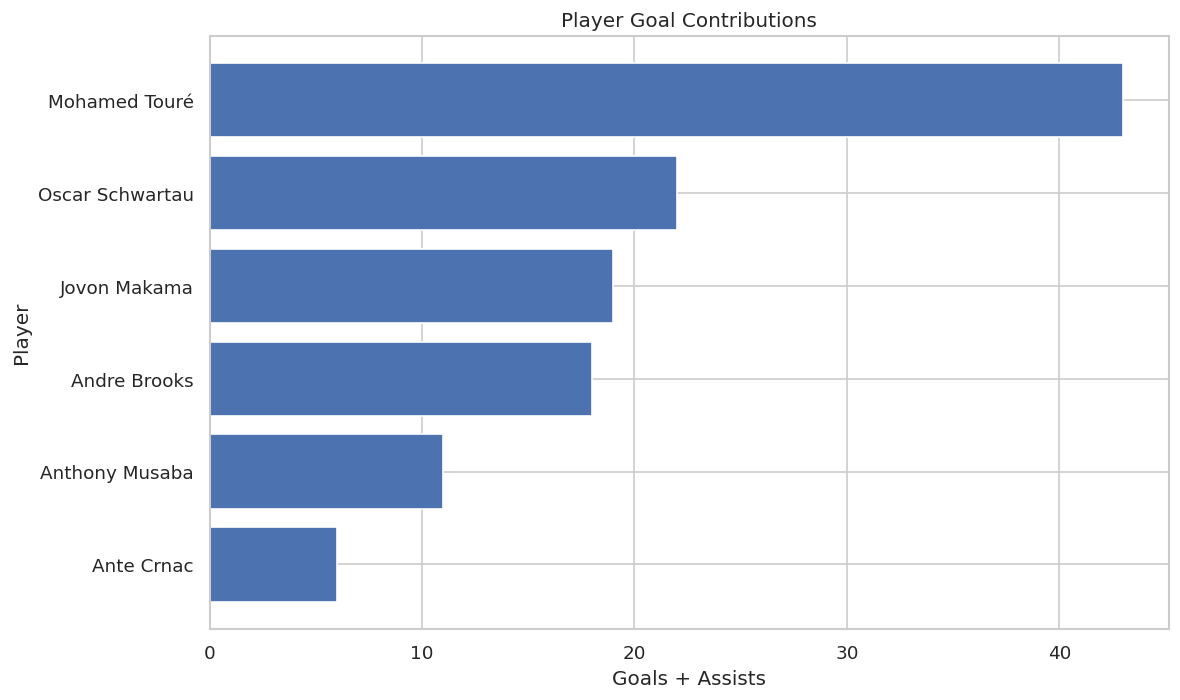 Player Goal Contributions
Player
Mohamed Touré
Oscar Schwartau
Jovon Makama
Andre Brooks
Anthony Musaba
Ante Crnac
0 10 20 30 40
Goals + Assists